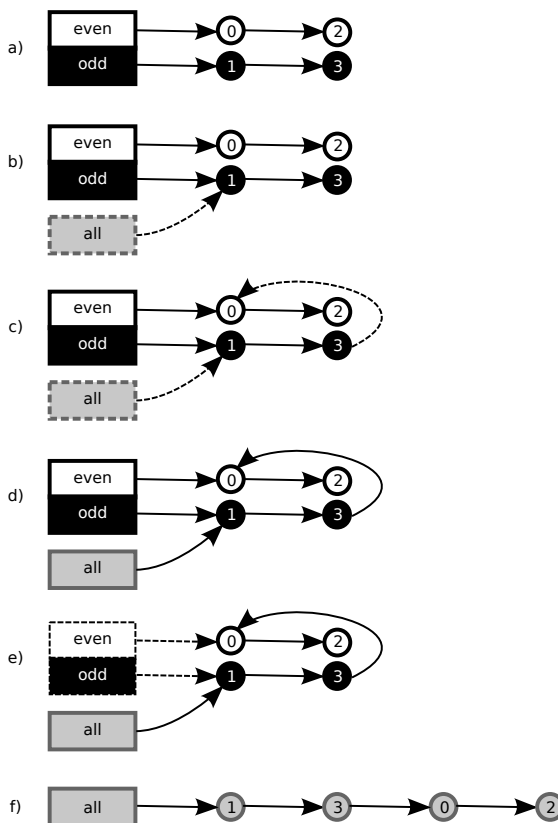 a) even 0 2
odd 1 3
b) even 0 2
odd 1 3
all
c) even 0 2
odd 1 3
all
d) even 0 2
odd 1 3
all
e) even 0 2
odd 1 3
all
f) all 1 3 0 2